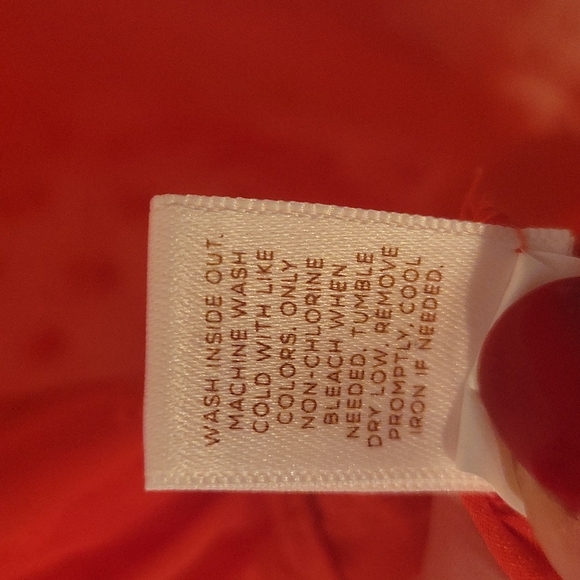 WASH INSIDE OUT.
MACHINE WASH
COLD WITH LIKE
COLORS. ONLY
NON-CHLORINE
BLEACH WHEN
NEEDED. TUMBLE
DRY LOW. REMOVE
PROMPTLY. COOL
IRON IF NEEDED.